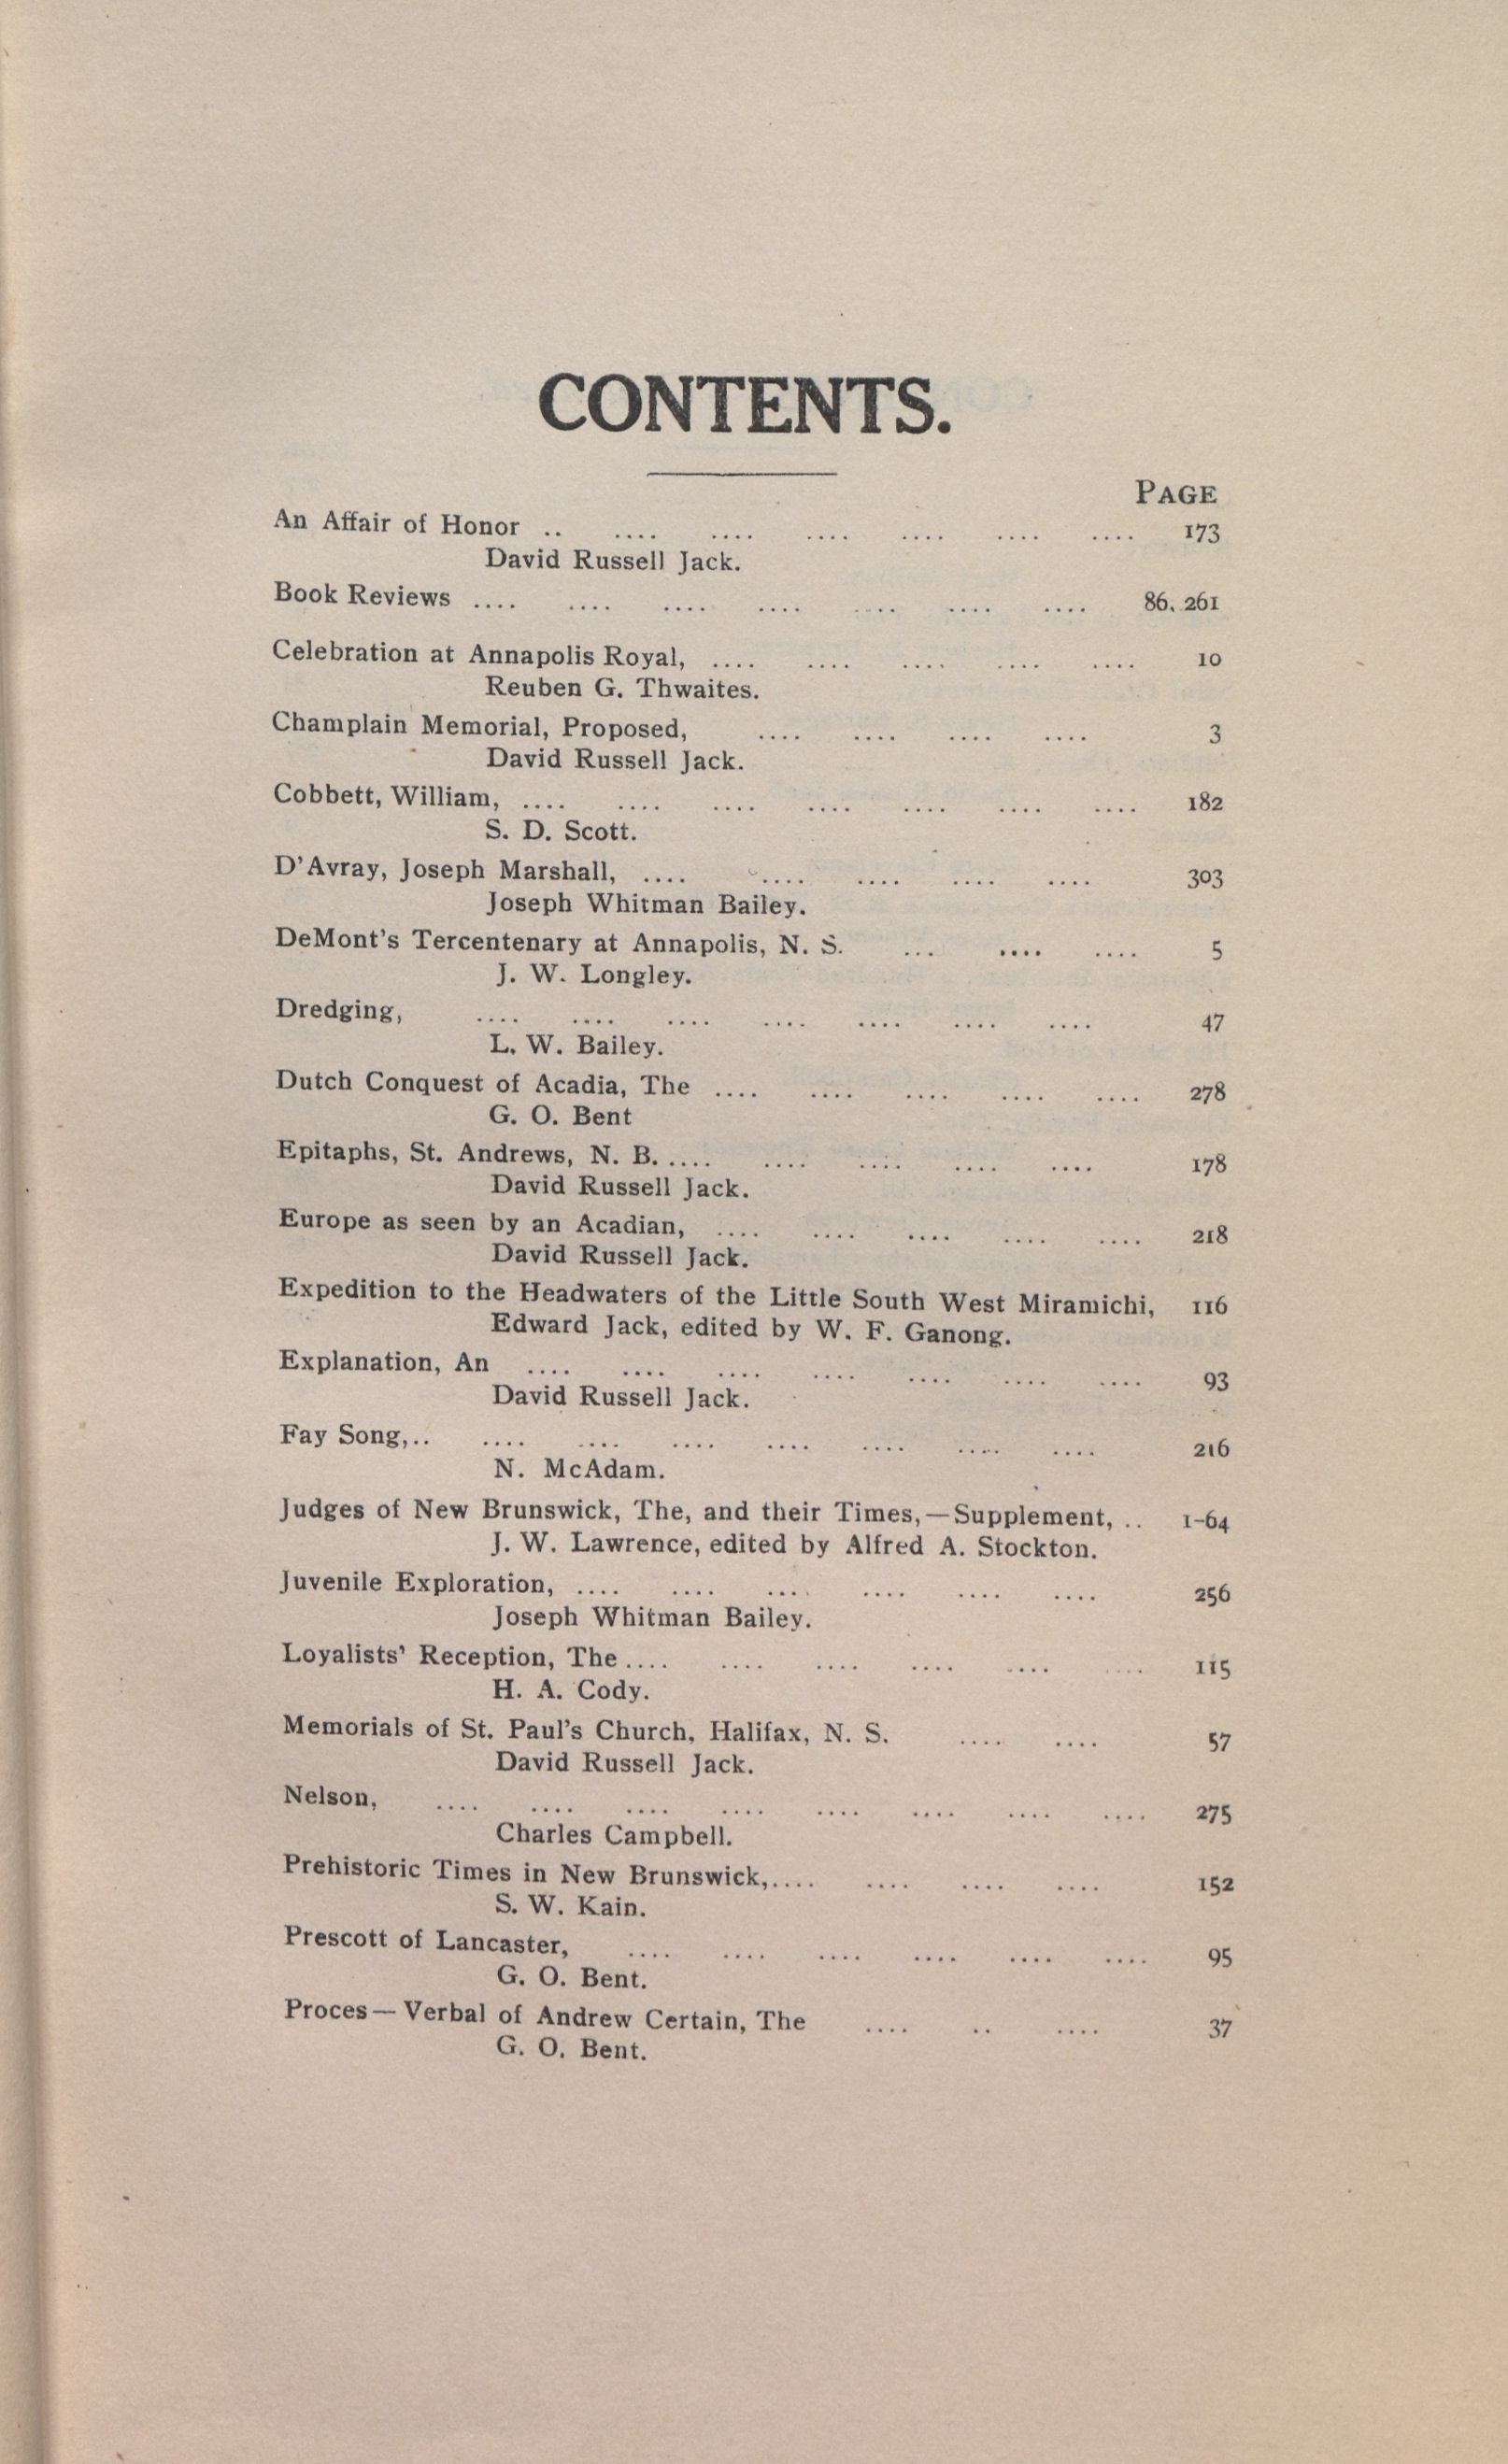 CONTENTS.
PAGE
An Affair of Honor .. .... .... .... .... .... .... 173
David Russell Jack.
Book Reviews .... .... .... .... .... .... .... 86, 261
Celebration at Annapolis Royal, .... .... .... .... .... 10
Reuben G. Thwaites.
Champlain Memorial, Proposed, .... .... .... .... 3
David Russell Jack.
Cobbett, William, .... .... .... .... .... .... .... 182
S. D. Scott.
D'Avray, Joseph Marshall, .... .... .... .... .... 303
Joseph Whitman Bailey.
DeMont's Tercentenary at Annapolis, N. S. ... .... .... 5
J. W. Longley.
Dredging, .... .... .... .... .... .... .... 47
L. W. Bailey.
Dutch Conquest of Acadia, The .... .... .... .... .... 278
G. O. Bent
Epitaphs, St. Andrews, N. B. .... .... .... .... .... 178
David Russell Jack.
Europe as seen by an Acadian, .... .... .... .... .... 218
David Russell Jack.
Expedition to the Headwaters of the Little South West Miramichi, 116
Edward Jack, edited by W. F. Ganong.
Explanation, An .... .... .... .... .... .... .... 93
David Russell Jack.
Fay Song,.. .... .... .... .... .... .... .... 216
N. McAdam.
Judges of New Brunswick, The, and their Times,—Supplement, .. 1-64
J. W. Lawrence, edited by Alfred A. Stockton.
Juvenile Exploration, .... .... .... .... .... .... 256
Joseph Whitman Bailey.
Loyalists' Reception, The .... .... .... .... .... .... 115
H. A. Cody.
Memorials of St. Paul's Church, Halifax, N. S. .... .... 57
David Russell Jack.
Nelson, .... .... .... .... .... .... .... .... 275
Charles Campbell.
Prehistoric Times in New Brunswick,.... .... .... .... 152
S. W. Kain.
Prescott of Lancaster, .... .... .... .... .... .... 95
G. O. Bent.
Proces—Verbal of Andrew Certain, The .... .. .... 37
G. O. Bent.